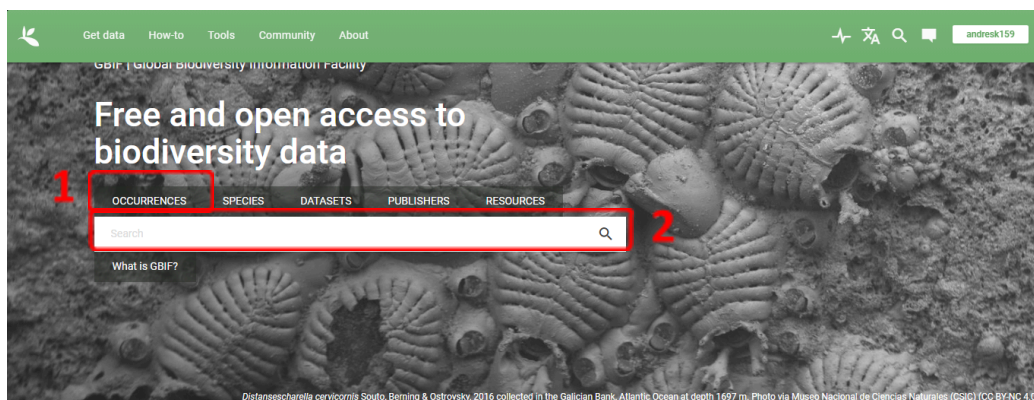 Get data How-to Tools Community About andresk159
GBIF | Global Biodiversity Information Facility
Free and open access to
biodiversity data
1
OCCURRENCES SPECIES DATASETS PUBLISHERS RESOURCES
Search
2
What is GBIF?
Distansescharella cervicornis Souto, Berning & Ostrovsky, 2016 collected in the Galician Bank, Atlantic Ocean at depth 1697 m. Photo via Museo Nacional de Ciencias Naturales (CSIC) (CC BY-NC